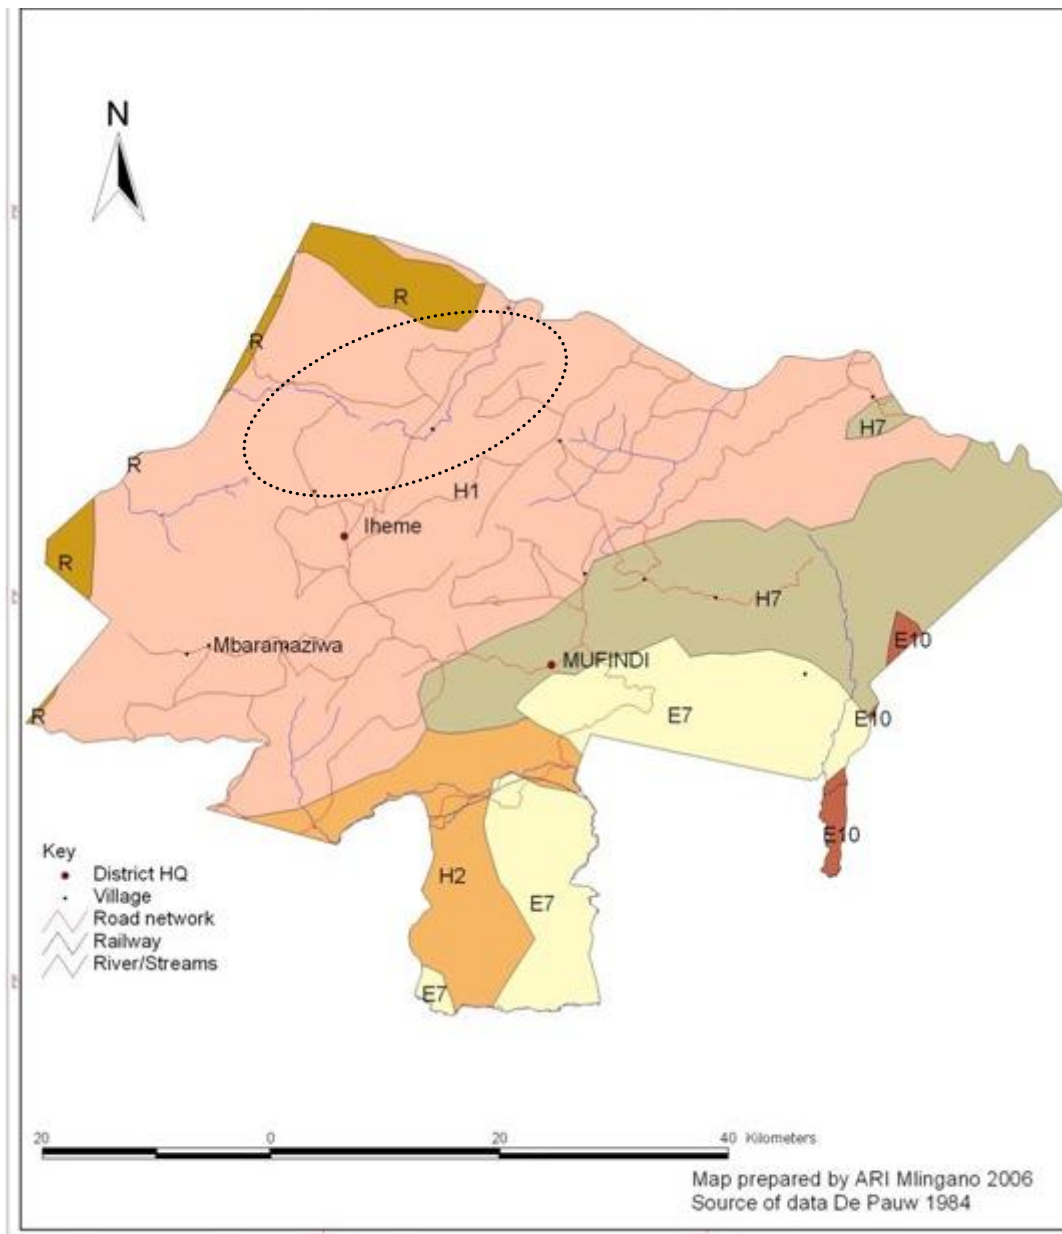 N
R
R
H7
R
H1
Iheme
R
H7
Mbaramaziwa
E10
MUFINDI
R
E7
E10
E10
Key
District HQ
Village
Road network
Railway
River/Streams
H2
E7
E7
20 0 20 40 Kilometers
Map prepared by ARI Mlingano 2006
Source of data De Pauw 1984